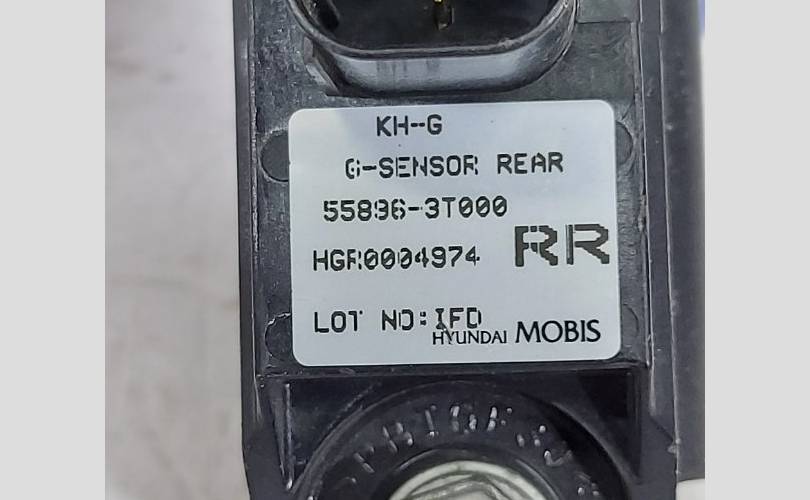 KH-G
G-SENSOR REAR
55896-3T000
HGR0004974
RR
LOT NO:IFD
HYUNDAI MOBIS